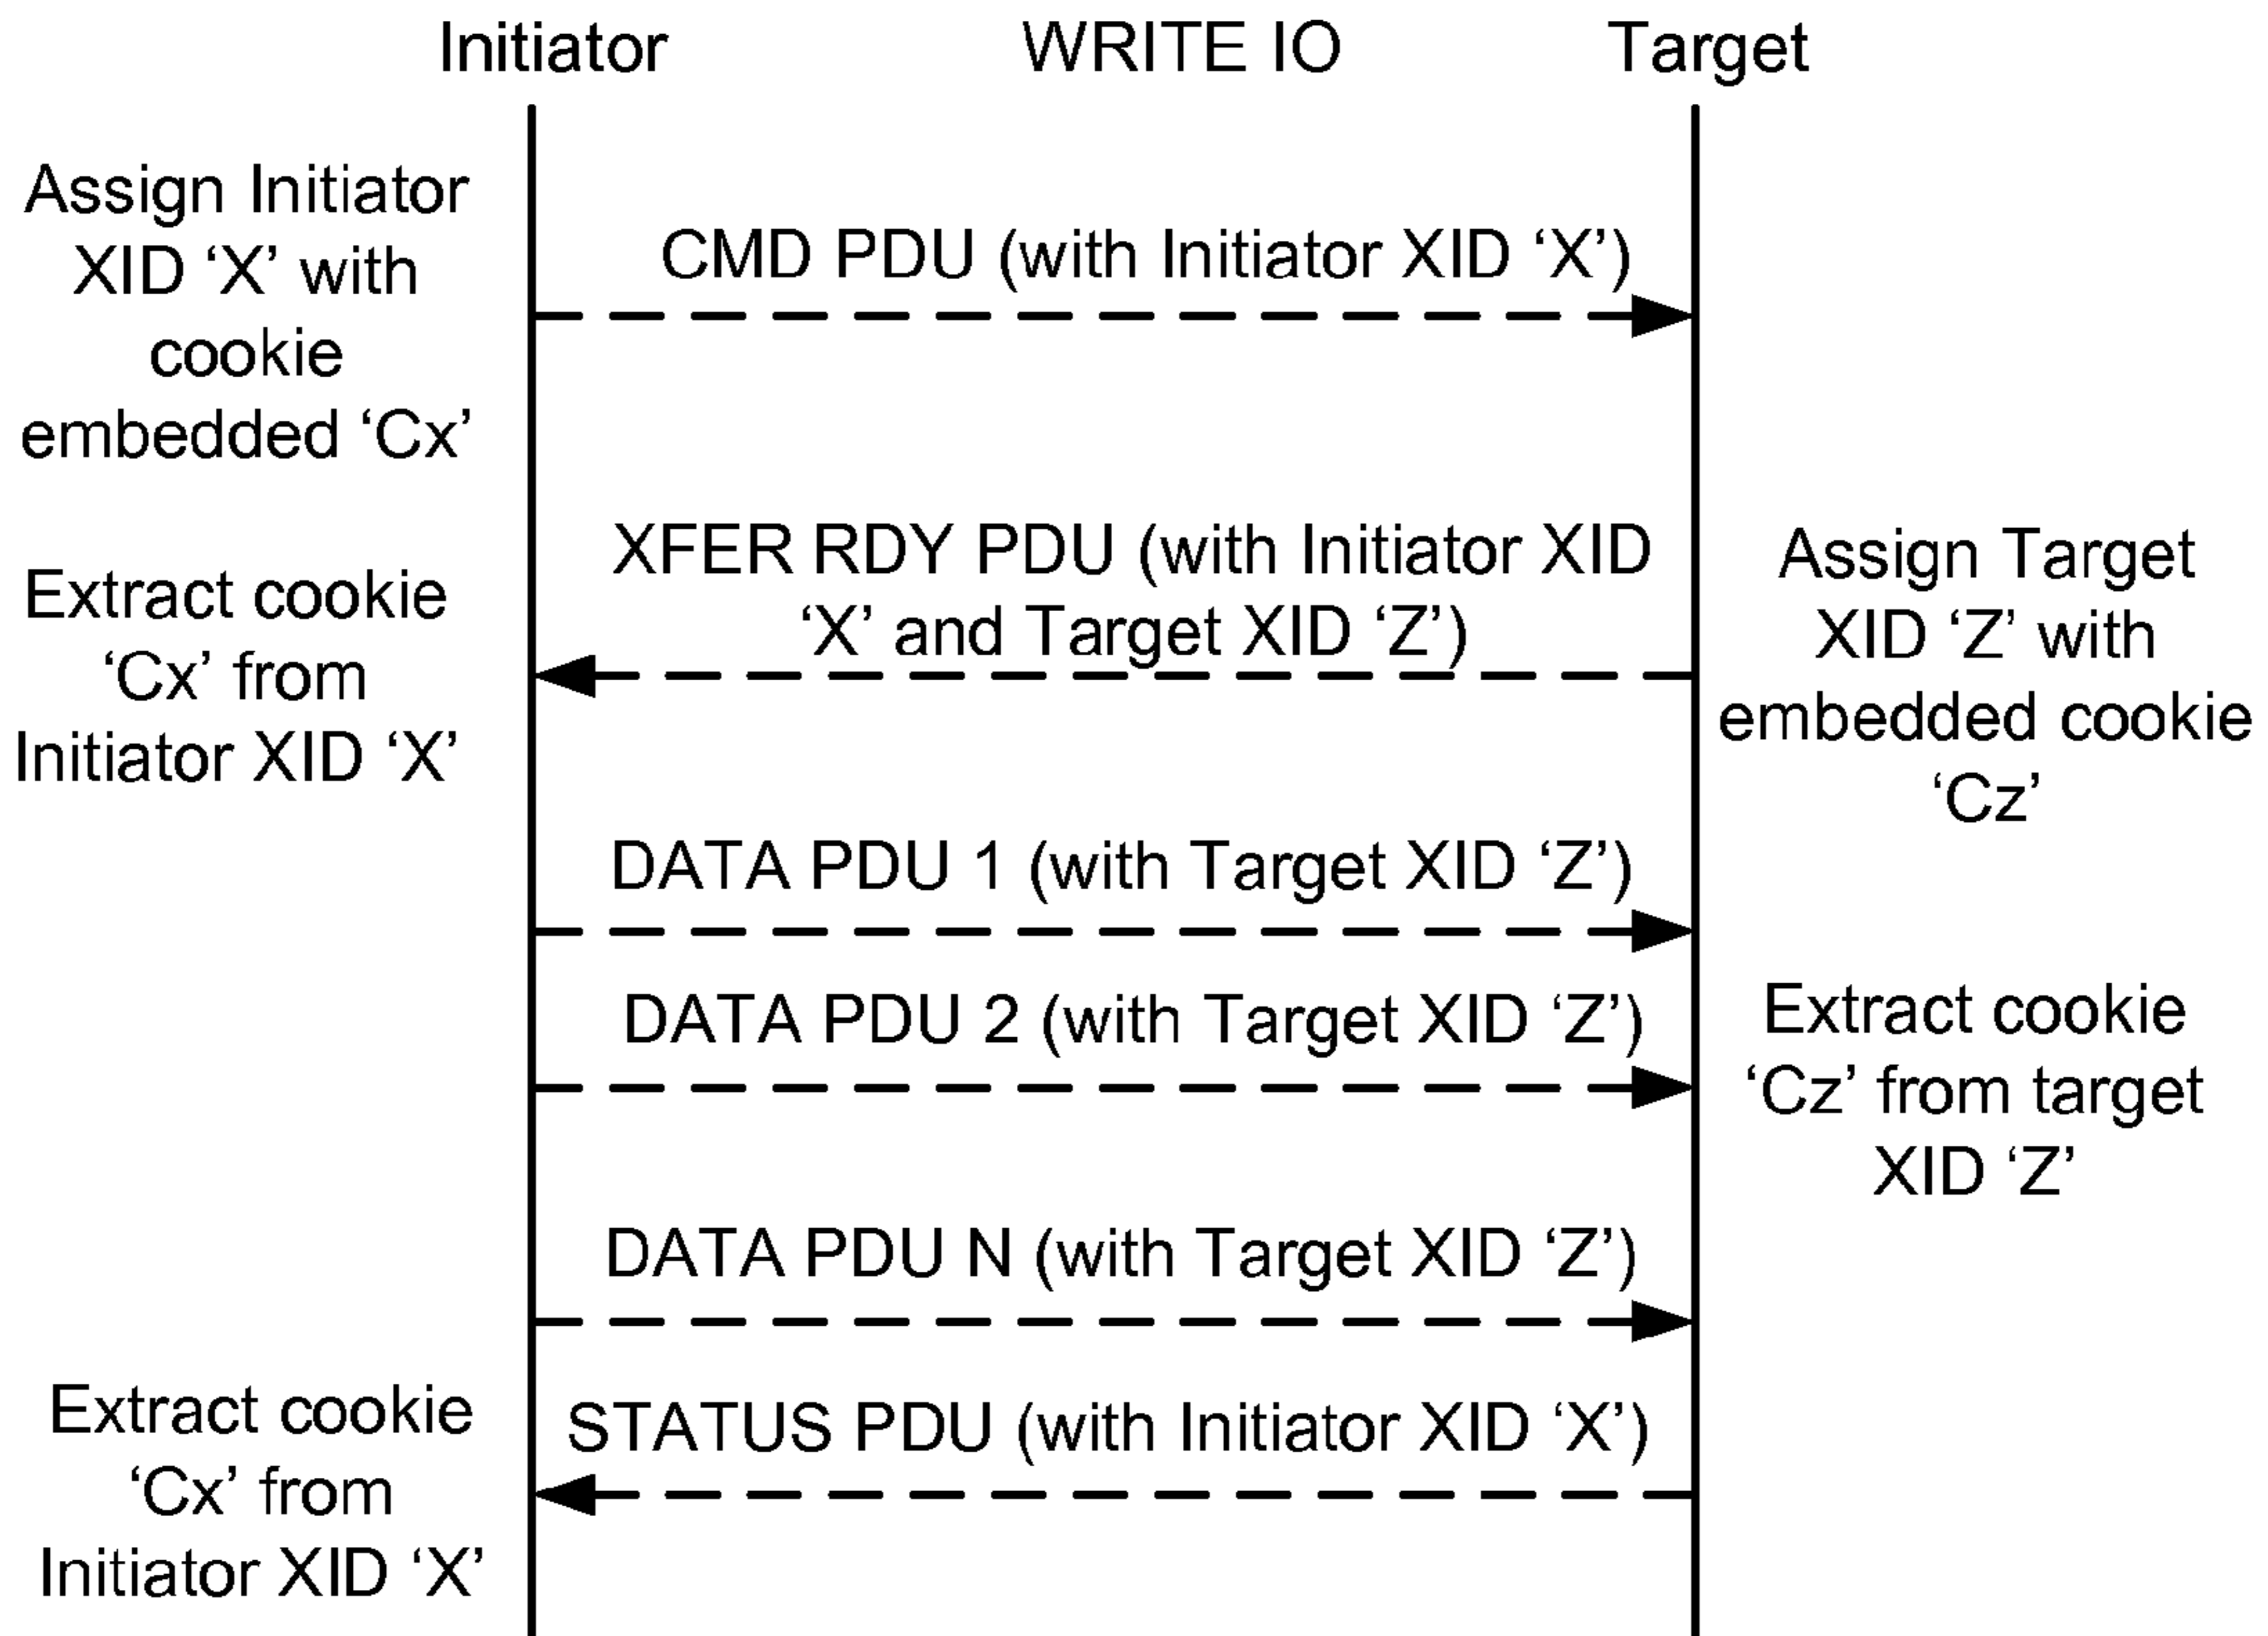 Initiator
WRITE IO
Target
Assign Initiator
XID ‘X’ with
cookie
embedded ‘Cx’
CMD PDU (with Initiator XID ‘X’)
XFER RDY PDU (with Initiator XID
‘X’ and Target XID ‘Z’)
Extract cookie
‘Cx’ from
Initiator XID ‘X’
Assign Target
XID ‘Z’ with
embedded cookie
‘Cz’
DATA PDU 1 (with Target XID ‘Z’)
DATA PDU 2 (with Target XID ‘Z’)
Extract cookie
‘Cz’ from target
XID ‘Z’
DATA PDU N (with Target XID ‘Z’)
STATUS PDU (with Initiator XID ‘X’)
Extract cookie
‘Cx’ from
Initiator XID ‘X’